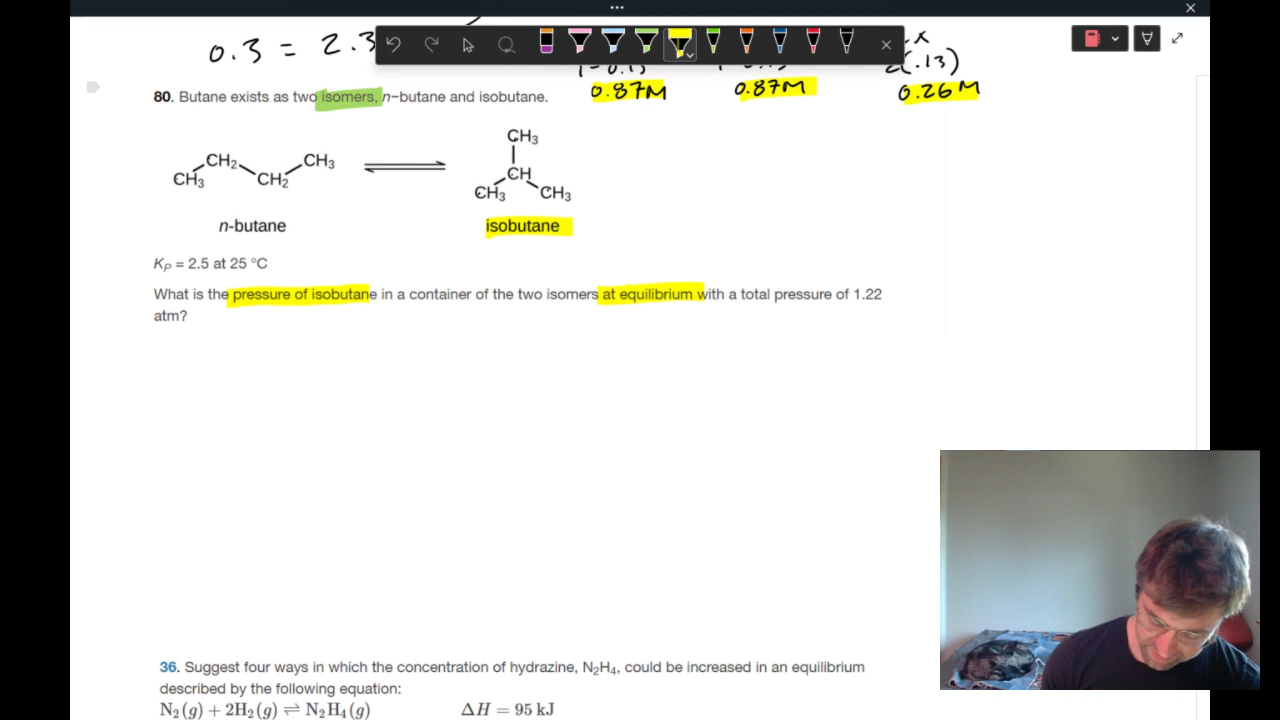 0.3 = 2.3
(.13)
0.87M 0.87M 0.26M
80. Butane exists as two isomers, n−butane and isobutane.
CH3
CH2 CH3 CH
CH3 CH2 CH3 CH3
n-butane isobutane
KP = 2.5 at 25 °C
What is the pressure of isobutane in a container of the two isomers at equilibrium with a total pressure of 1.22
atm?
36. Suggest four ways in which the concentration of hydrazine, N2H4, could be increased in an equilibrium
described by the following equation:
N2(g) + 2H2(g) ⇌ N2H4(g) ΔH = 95 kJ